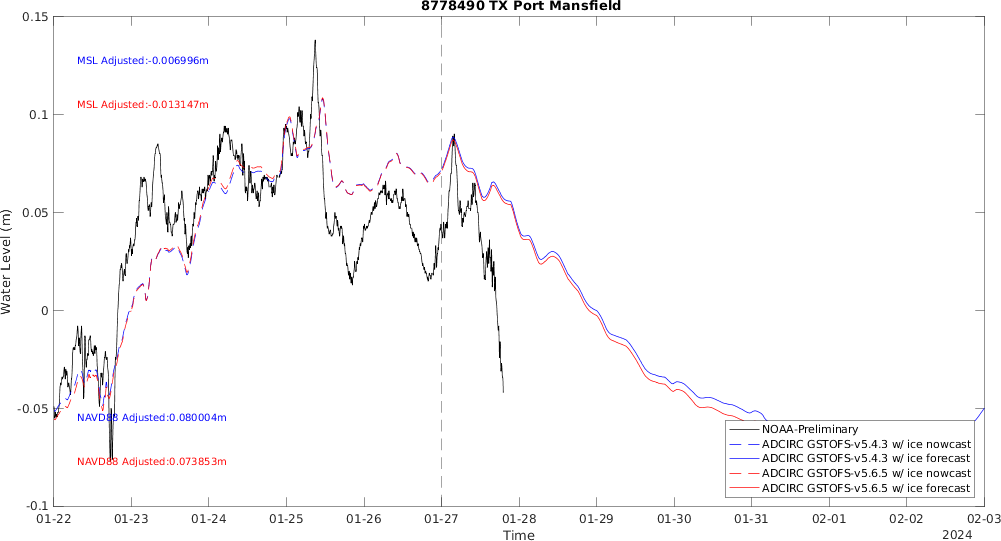 8778490 TX Port Mansfield
0.15
MSL Adjusted:-0.006996m
MSL Adjusted:-0.013147m
0.1
0.05
0
-0.05
-0.1
Water Level (m)
NAVD88 Adjusted:0.080004m
NAVD88 Adjusted:0.073853m
NOAA-Preliminary
ADCIRC GSTOFS-v5.4.3 w/ ice nowcast
ADCIRC GSTOFS-v5.4.3 w/ ice forecast
ADCIRC GSTOFS-v5.6.5 w/ ice nowcast
ADCIRC GSTOFS-v5.6.5 w/ ice forecast
01-22 01-23 01-24 01-25 01-26 01-27 01-28 01-29 01-30 01-31 02-01 02-02 02-03
Time
2024